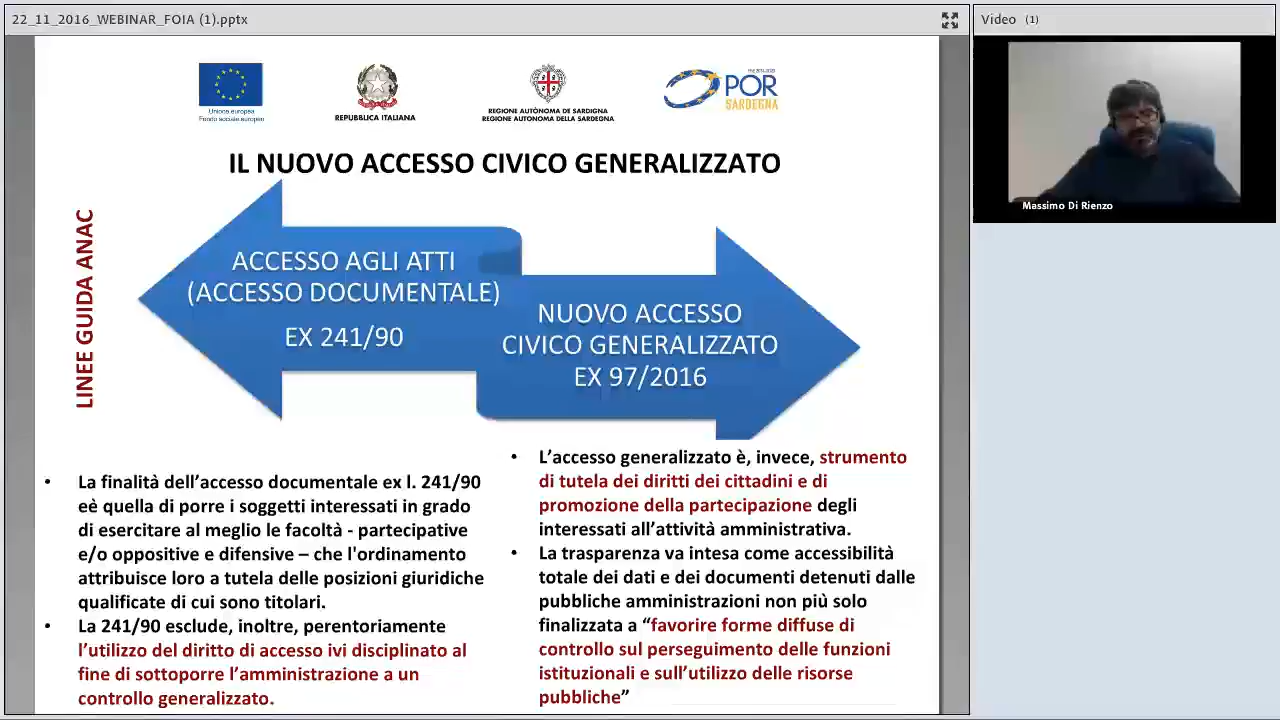 22_11_2016_WEBINAR_FOIA (1).pptx
Video (1)
Massimo Di Rienzo
Unione europea
Fondo sociale europeo
REPUBBLICA ITALIANA
REGIONE AUTÒNOMA DE SARDIGNA
REGIONE AUTONOMA DELLA SARDEGNA
POR
SARDEGNA
IL NUOVO ACCESSO CIVICO GENERALIZZATO
LINEE GUIDA ANAC
ACCESSO AGLI ATTI
(ACCESSO DOCUMENTALE)
EX 241/90
NUOVO ACCESSO
CIVICO GENERALIZZATO
EX 97/2016
• La finalità dell’accesso documentale ex l. 241/90
eè quella di porre i soggetti interessati in grado
di esercitare al meglio le facoltà - partecipative
e/o oppositive e difensive – che l'ordinamento
attribuisce loro a tutela delle posizioni giuridiche
qualificate di cui sono titolari.
• La 241/90 esclude, inoltre, perentoriamente
l’utilizzo del diritto di accesso ivi disciplinato al
fine di sottoporre l’amministrazione a un
controllo generalizzato.
• L’accesso generalizzato è, invece, strumento
di tutela dei diritti dei cittadini e di
promozione della partecipazione degli
interessati all’attività amministrativa.
• La trasparenza va intesa come accessibilità
totale dei dati e dei documenti detenuti dalle
pubbliche amministrazioni non più solo
finalizzata a “favorire forme diffuse di
controllo sul perseguimento delle funzioni
istituzionali e sull’utilizzo delle risorse
pubbliche”